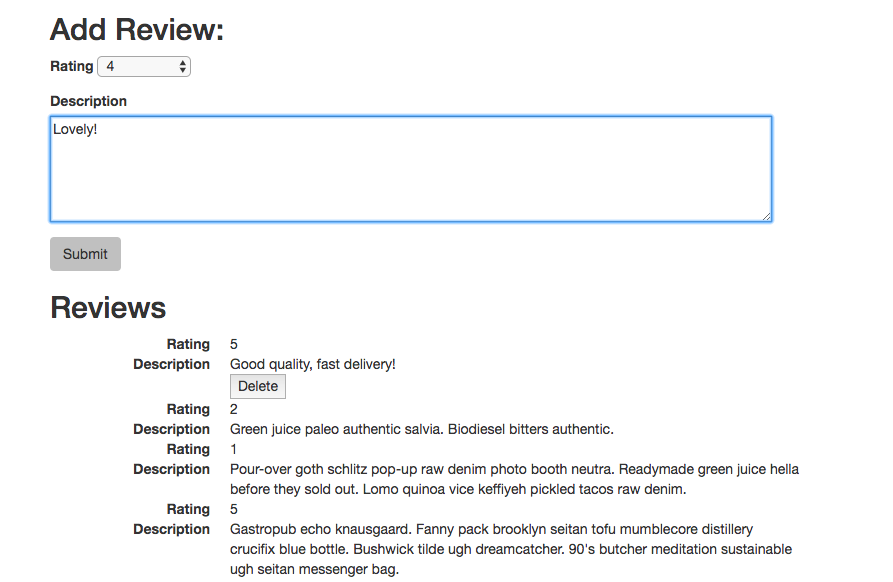 Add Review:
Rating 4
Description
Lovely!
Submit
Reviews
Rating 5
Description Good quality, fast delivery!
Delete
Rating 2
Description Green juice paleo authentic salvia. Biodiesel bitters authentic.
Rating 1
Description Pour-over goth schlitz pop-up raw denim photo booth neutra. Readymade green juice hella
before they sold out. Lomo quinoa vice keffiyeh pickled tacos raw denim.
Rating 5
Description Gastropub echo knausgaard. Fanny pack brooklyn seitan tofu mumblecore distillery
crucifix blue bottle. Bushwick tilde ugh dreamcatcher. 90's butcher meditation sustainable
ugh seitan messenger bag.